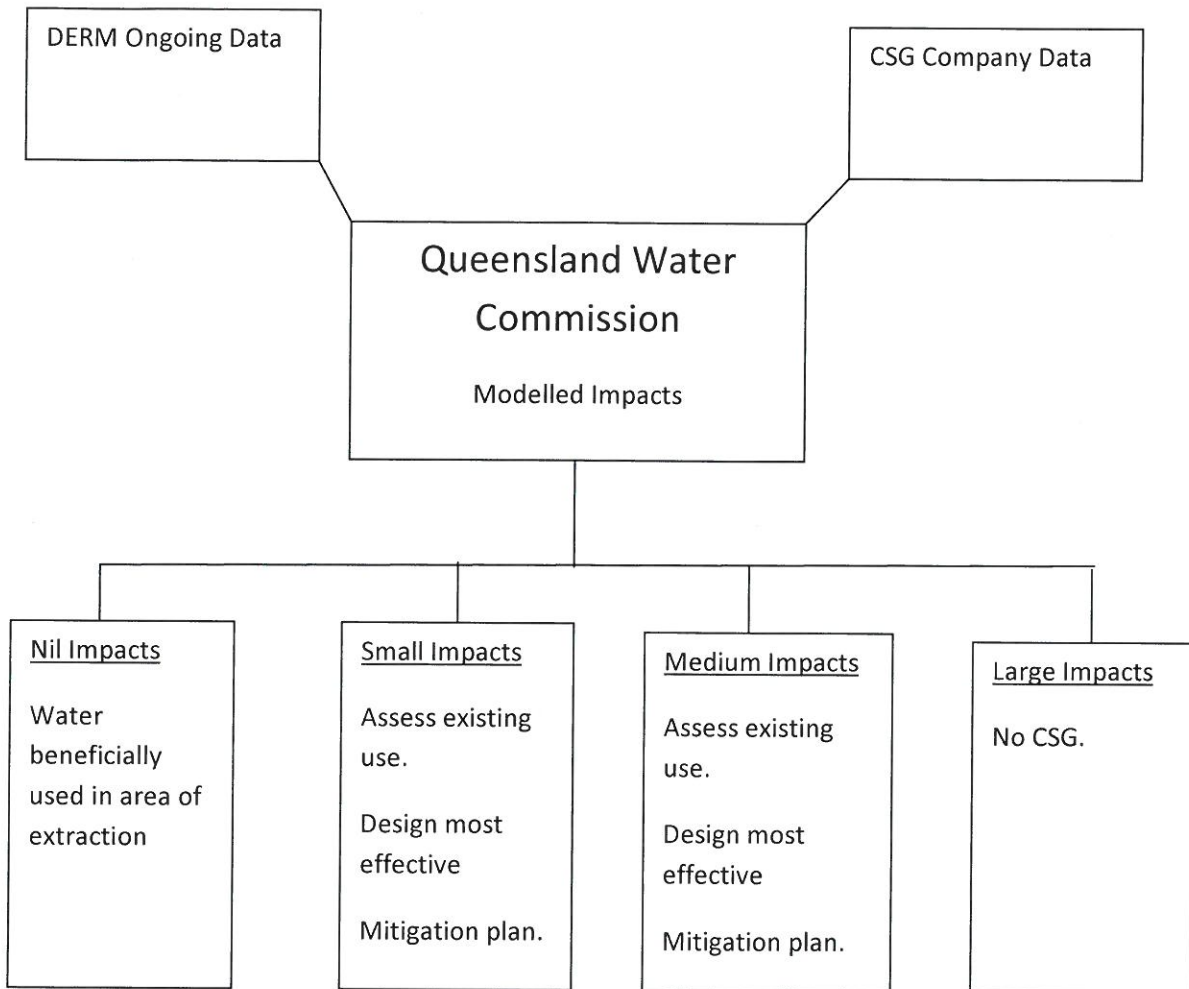 DERM Ongoing Data
CSG Company Data
Queensland Water
Commission
Modelled Impacts
Nil Impacts
Water
beneficially
used in area of
extraction
Small Impacts
Assess existing
use.
Design most
effective
Mitigation plan.
Medium Impacts
Assess existing
use.
Design most
effective
Mitigation plan.
Large Impacts
No CSG.